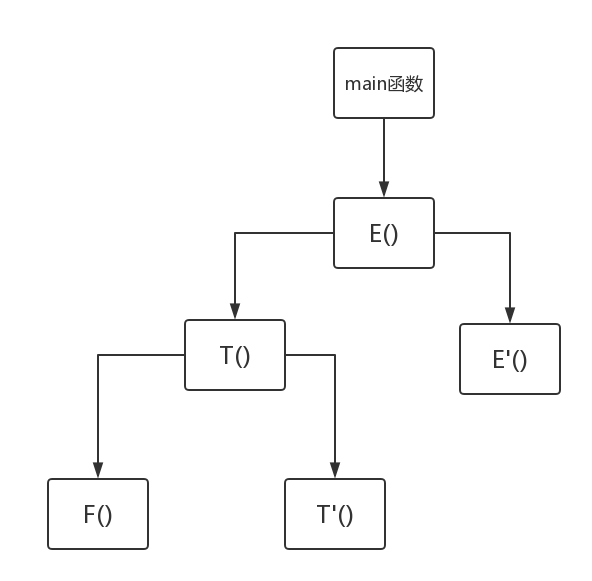 main函数
E()
T()
E'()
F()
T'()